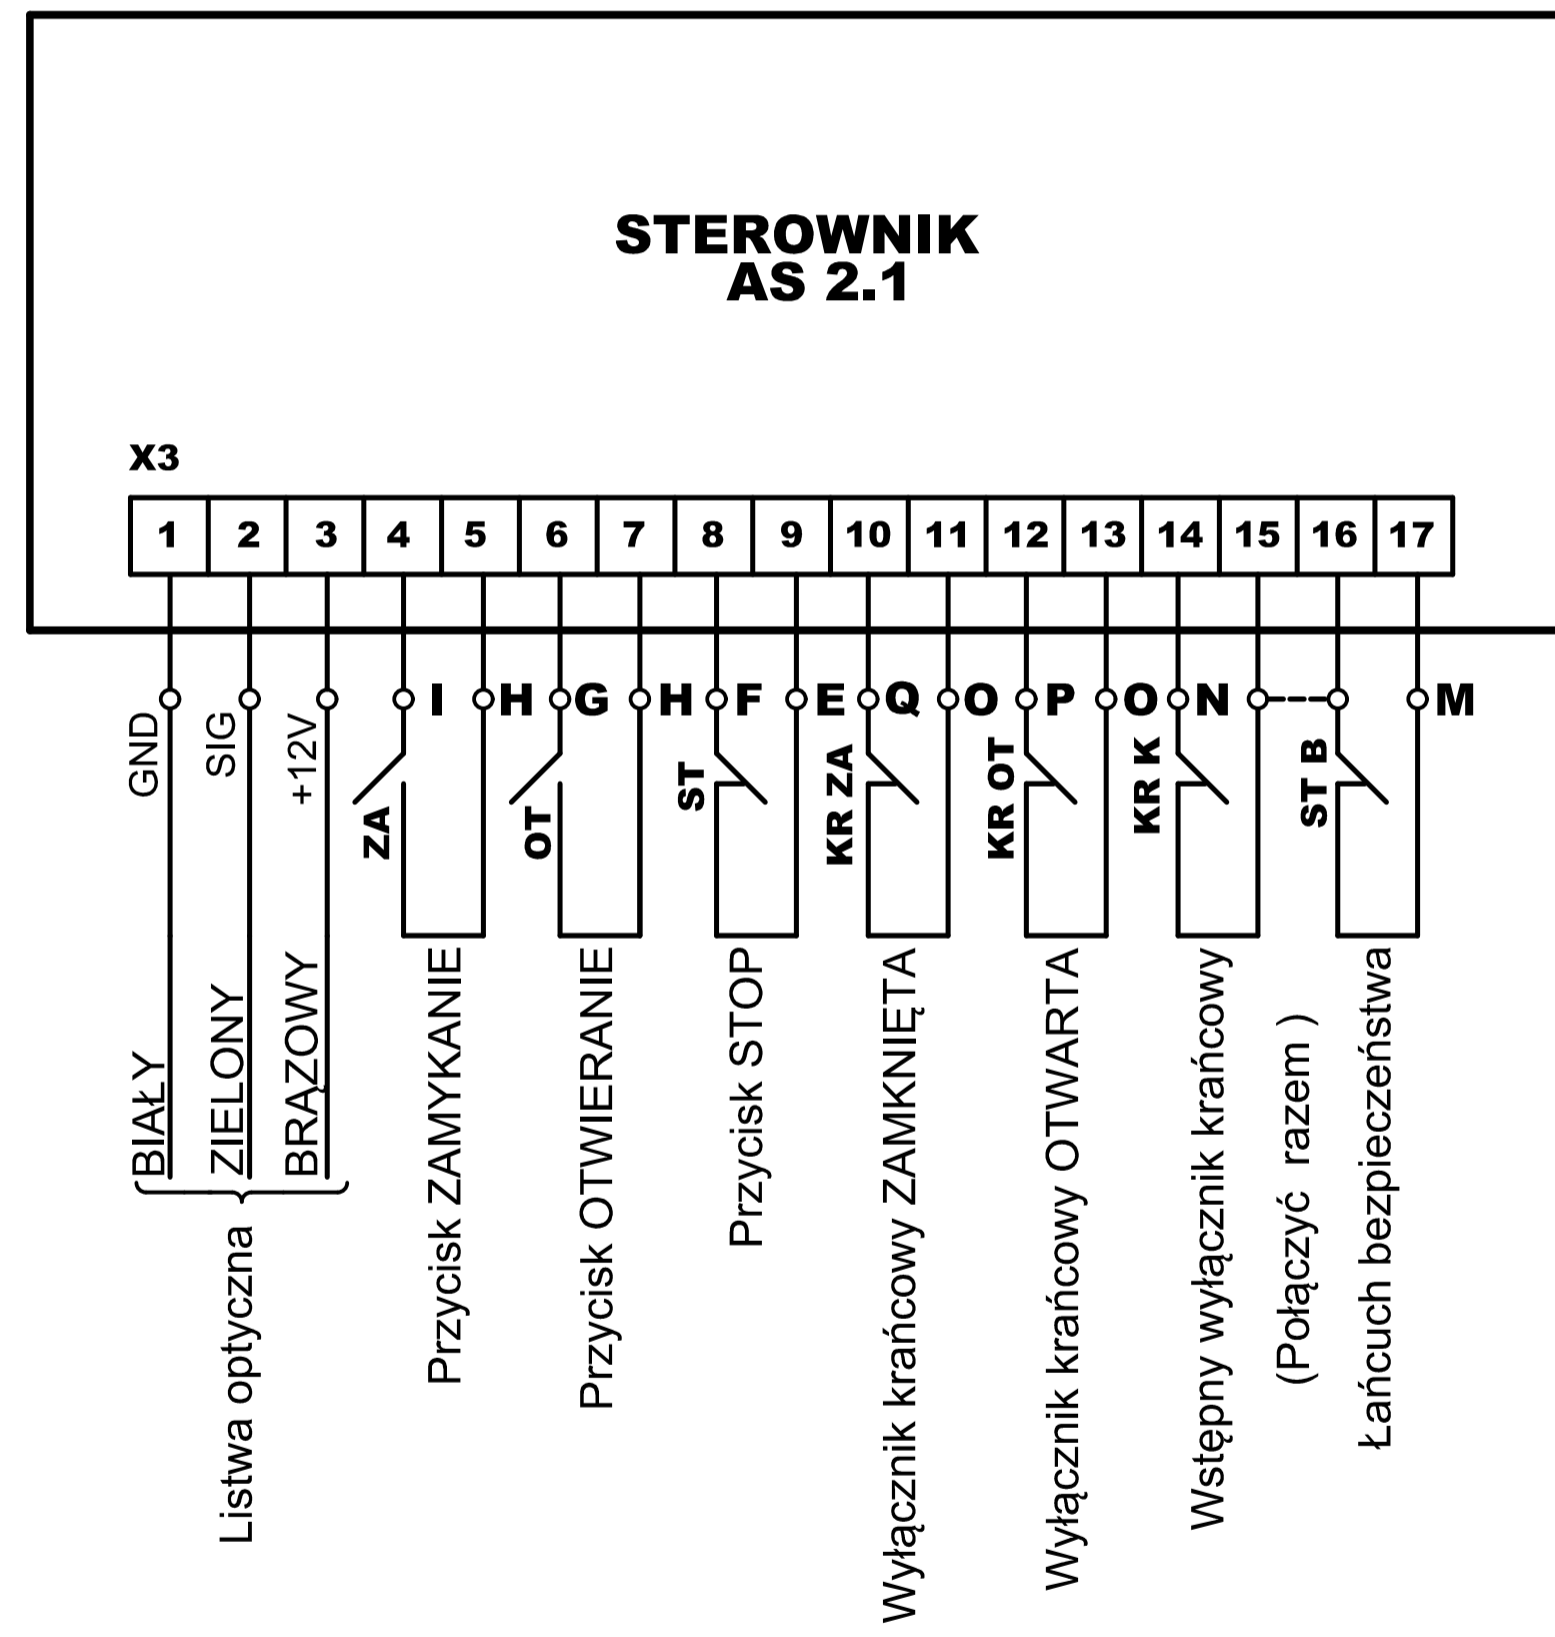 STEROWNIK
AS 2.1
X3
1 2 3 4 5 6 7 8 9 10 11 12 13 14 15 16 17
I H G H F E Q O P O N M
GND
SIG
+12V
ZA
OT
ST
KR ZA
KR OT
KR K
ST B
BIAŁY
ZIELONY
BRĄZOWY
Listwa optyczna
Przycisk ZAMYKANIE
Przycisk OTWIERANIE
Przycisk STOP
Wyłącznik krańcowy ZAMKNIĘTA
Wyłącznik krańcowy OTWARTA
Wstępny wyłącznik krańcowy
(Połączyć razem )
Łańcuch bezpieczeństwa